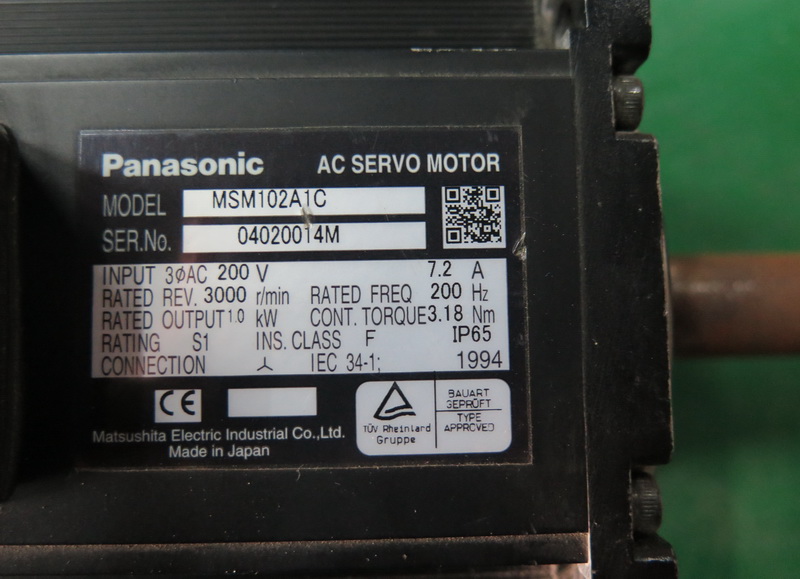 Panasonic AC SERVO MOTOR
MODEL MSM102A1C
SER.No. 04020014M
INPUT 3φAC 200 V 7.2 A
RATED REV. 3000 r/min RATED FREQ 200 Hz
RATED OUTPUT 1.0 kW CONT. TORQUE 3.18 Nm
RATING S1 INS. CLASS F IP65
CONNECTION ⅄ IEC 34-1; 1994
CE
TÜV Rheinland
Gruppe
BAUART
GEPRÜFT
TYPE
APPROVED
Matsushita Electric Industrial Co.,Ltd.
Made in Japan